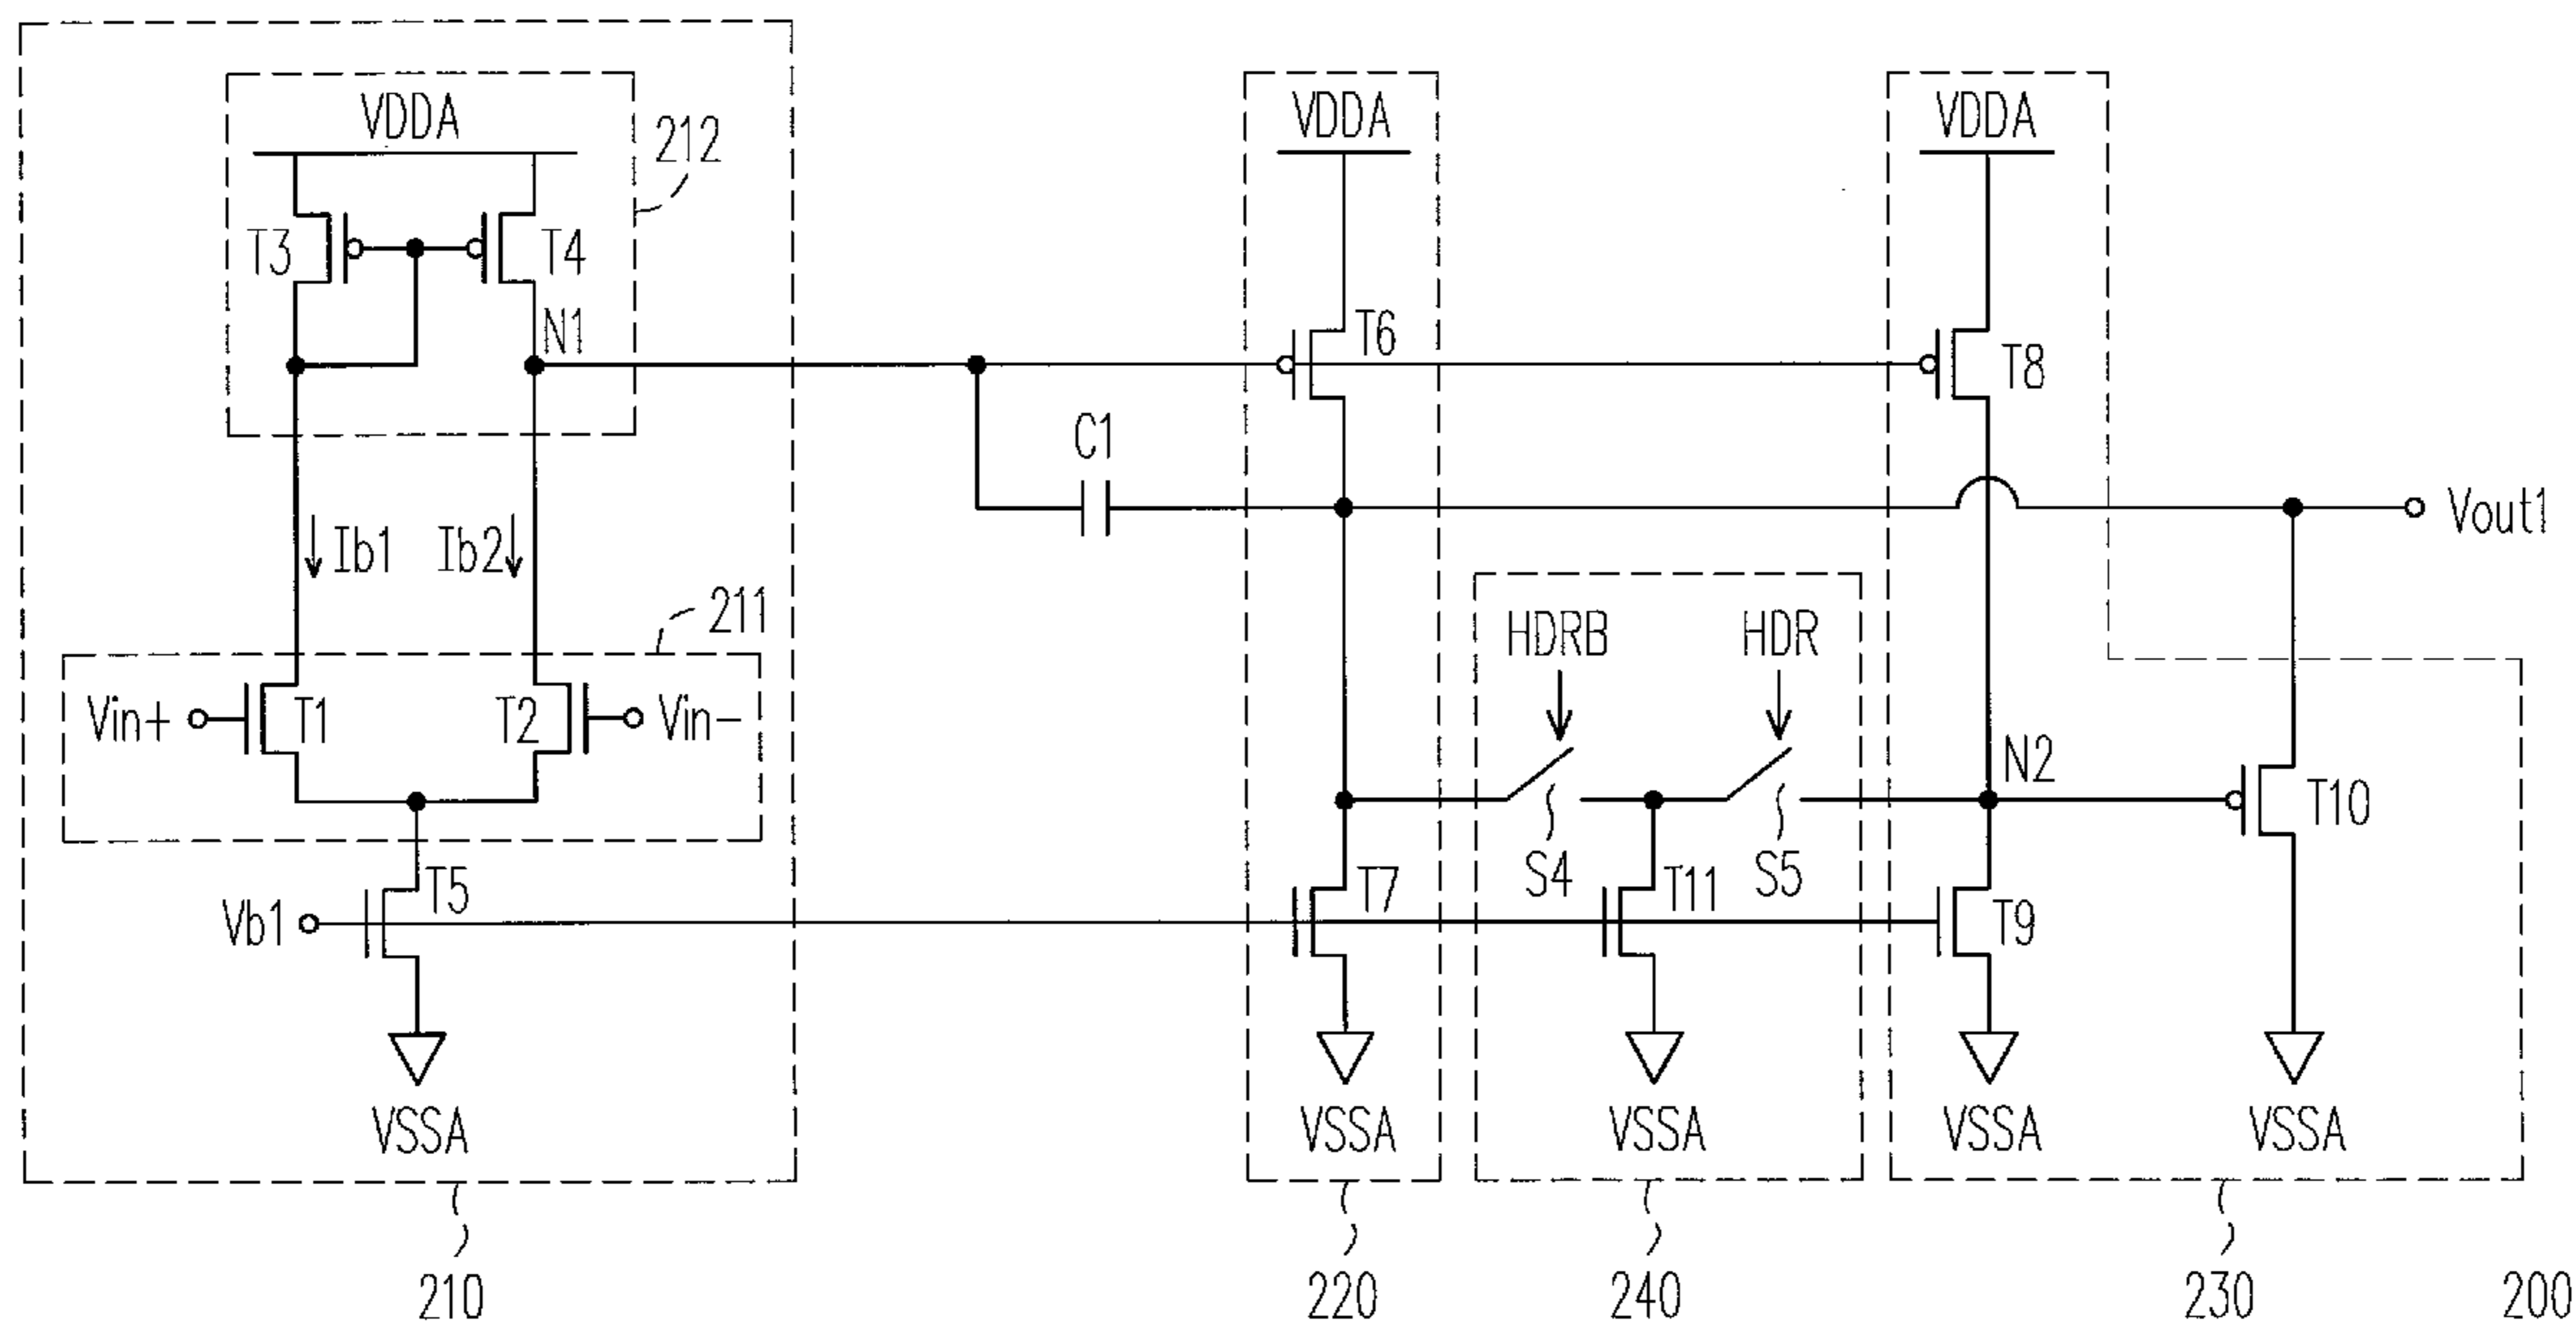 VDDA
VDDA
VDDA
212
T3
T4
N1
T6
T8
C1
Vout1
Ib1
Ib2
211
HDRB
HDR
Vin+
T1
T2
Vin-
N2
T10
S4
S5
T5
T7
T11
T9
Vb1
VSSA
VSSA
VSSA
VSSA
VSSA
210
220
240
230
200